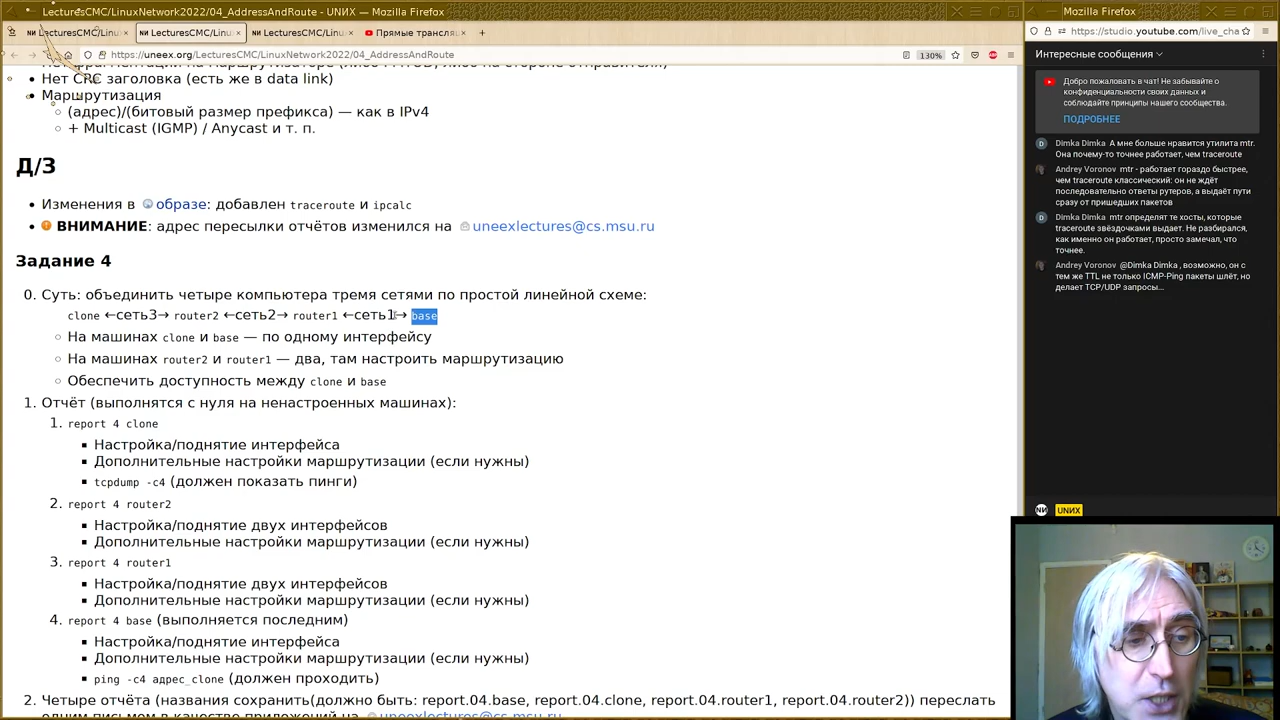 LecturesCMC/LinuxNetwork2022/04_AddressAndRoute - UNИX — Mozilla Firefox
Mozilla Firefox
LecturesCMC/LinuxNetwork
LecturesCMC/LinuxNetwork
LecturesCMC/LinuxNetwork
Прямые трансляц
https://uneex.org/LecturesCMC/LinuxNetwork2022/04_AddressAndRoute
130%
https://studio.youtube.com/live_cha
Нет CRC заголовка (есть же в data link)
Маршрутизация
(адрес)/(битовый размер префикса) — как в IPv4
+ Multicast (IGMP) / Anycast и т. п.
Д/З
Изменения в образе: добавлен traceroute и ipcalc
ВНИМАНИЕ: адрес пересылки отчётов изменился на uneexlectures@cs.msu.ru
Задание 4
0. Суть: объединить четыре компьютера тремя сетями по простой линейной схеме:
clone ←сеть3→ router2 ←сеть2→ router1 ←сеть1→ base
На машинах clone и base — по одному интерфейсу
На машинах router2 и router1 — два, там настроить маршрутизацию
Обеспечить доступность между clone и base
1. Отчёт (выполнятся с нуля на ненастроенных машинах):
1. report 4 clone
Настройка/поднятие интерфейса
Дополнительные настройки маршрутизации (если нужны)
tcpdump -c4 (должен показать пинги)
2. report 4 router2
Настройка/поднятие двух интерфейсов
Дополнительные настройки маршрутизации (если нужны)
3. report 4 router1
Настройка/поднятие двух интерфейсов
Дополнительные настройки маршрутизации (если нужны)
4. report 4 base (выполняется последним)
Настройка/поднятие интерфейса
Дополнительные настройки маршрутизации (если нужны)
ping -c4 адрес_clone (должен проходить)
2. Четыре отчёта (названия сохранить(должно быть: report.04.base, report.04.clone, report.04.router1, report.04.router2)) переслать
одним письмом в качестве приложений на uneexlectures@cs.msu.ru
Интересные сообщения
Добро пожаловать в чат! Не забывайте о
конфиденциальности своих данных и
соблюдайте принципы нашего сообщества.
ПОДРОБНЕЕ
Dimka Dimka А мне больше нравится утилита mtr.
Она почему-то точнее работает, чем traceroute
Andrey Voronov mtr - работает гораздо быстрее,
чем traceroute классический: он не ждёт
последовательно ответы рутеров, а выдаёт пути
сразу от пришедших пакетов
Dimka Dimka mtr определят те хосты, которые
traceroute звёздочками выдает. Не разбирался,
как именно он работает, просто замечал, что
точнее.
Andrey Voronov @Dimka Dimka , возможно, он с
тем же TTL не только ICMP-Ping пакеты шлёт, но
делает TCP/UDP запросы...
NИ UNИX